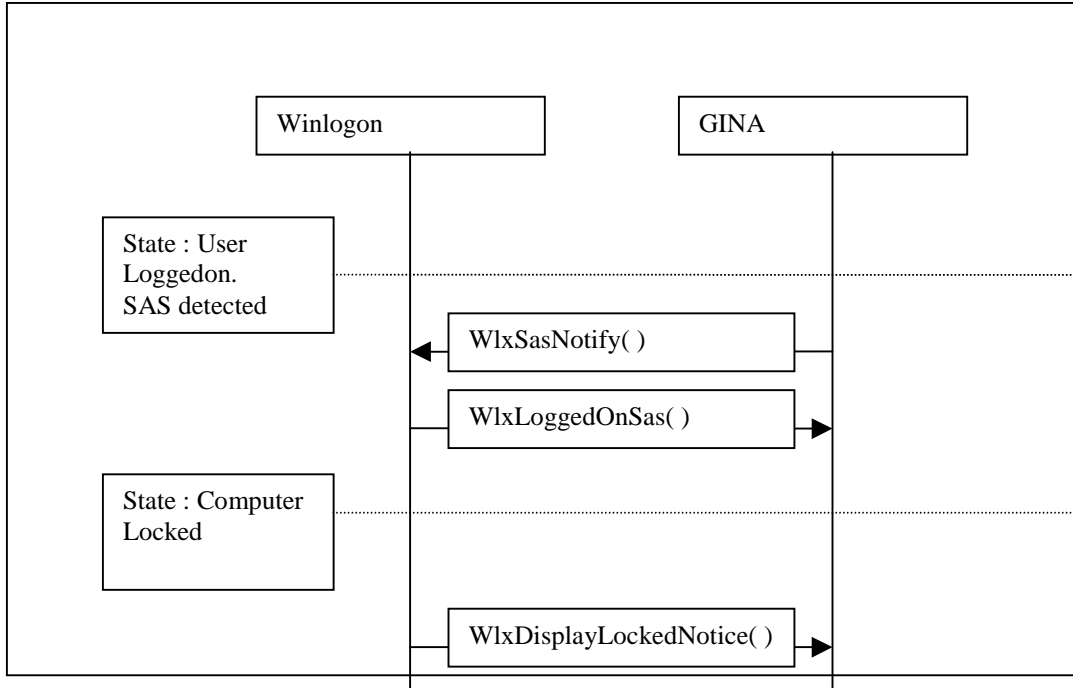 Winlogon
GINA
State : User
Loggedon.
SAS detected
WlxSasNotify( )
WlxLoggedOnSas( )
State : Computer
Locked
WlxDisplayLockedNotice( )